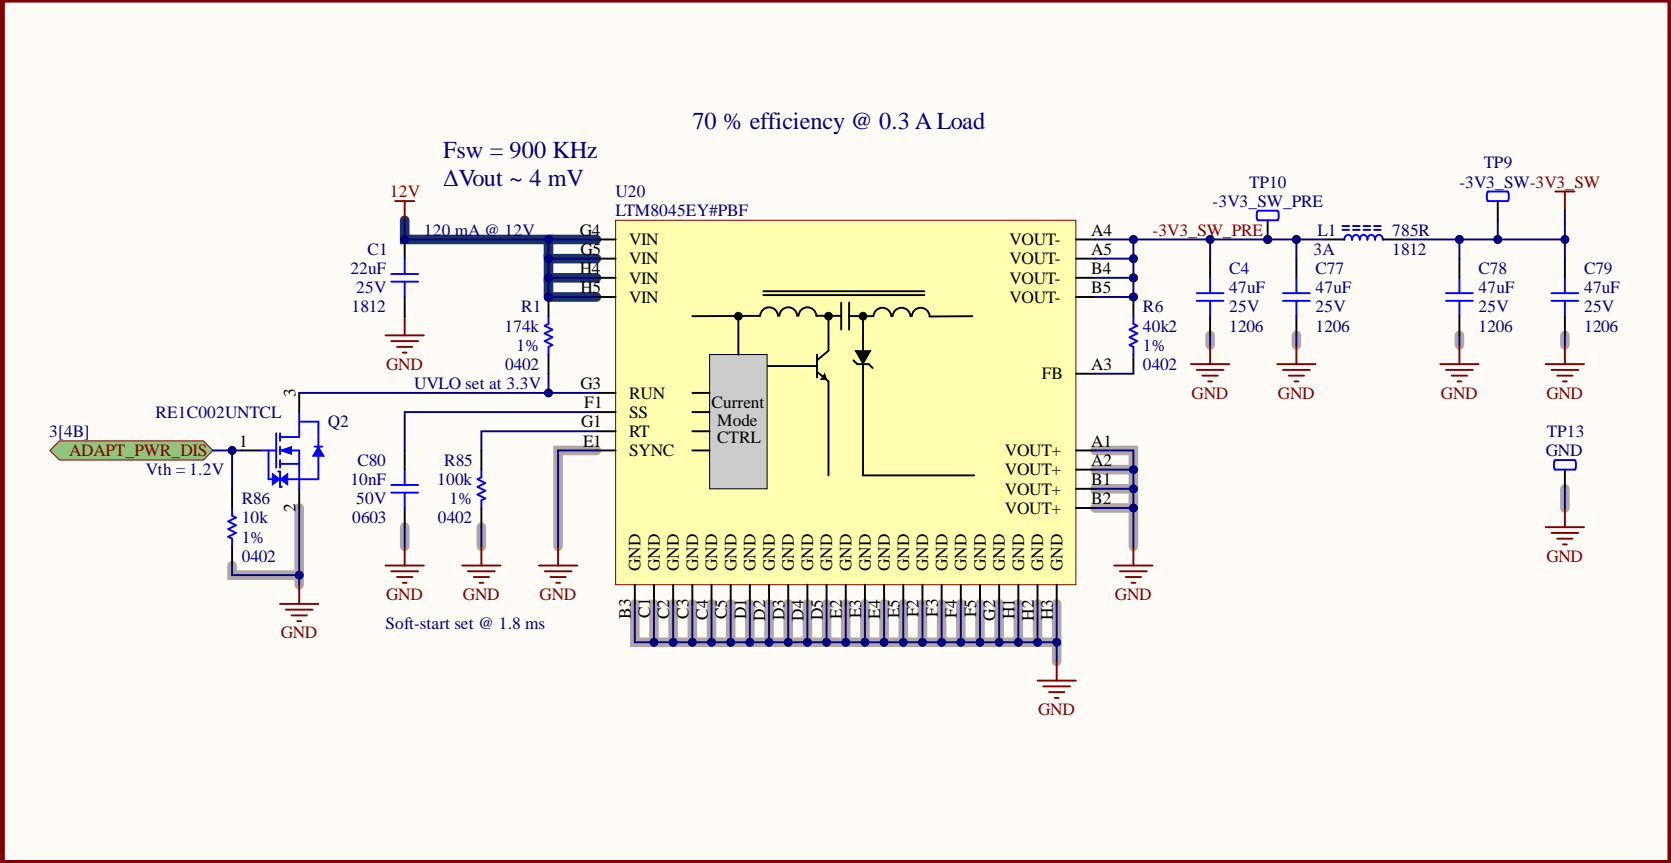 70 % efficiency @ 0.3 A Load
Fsw = 900 KHz
ΔVout ~ 4 mV
12V
120 mA @ 12V
C1
22uF
25V
1812
GND
U20
LTM8045EY#PBF
G4
G5
H4
H5
VIN
VIN
VIN
VIN
R1
174k
1%
0402
UVLO set at 3.3V
G3
F1
G1
E1
RUN
SS
RT
SYNC
Current
Mode
CTRL
VOUT-
VOUT-
VOUT-
VOUT-
A4
A5
B4
B5
FB
A3
R6
40k2
1%
0402
VOUT+
VOUT+
VOUT+
VOUT+
A1
A2
B1
B2
GND
-3V3_SW_PRE
TP10
-3V3_SW_PRE
C4
47uF
25V
1206
GND
C77
47uF
25V
1206
GND
L1
3A
785R
1812
TP9
-3V3_SW
-3V3_SW
C78
47uF
25V
1206
GND
C79
47uF
25V
1206
GND
TP13
GND
GND
3[4B]
ADAPT_PWR_DIS
1
Vth = 1.2V
RE1C002UNTCL
3
Q2
2
R86
10k
1%
0402
GND
C80
10nF
50V
0603
GND
R85
100k
1%
0402
GND
GND
Soft-start set @ 1.8 ms
GND GND GND GND GND GND GND GND GND GND GND GND GND GND GND GND GND GND GND GND GND GND GND
B3 C1 C2 C3 C4 C5 D1 D2 D3 D4 D5 E2 E3 E4 E5 F2 F3 F4 F5 G2 H1 H2 H3
GND